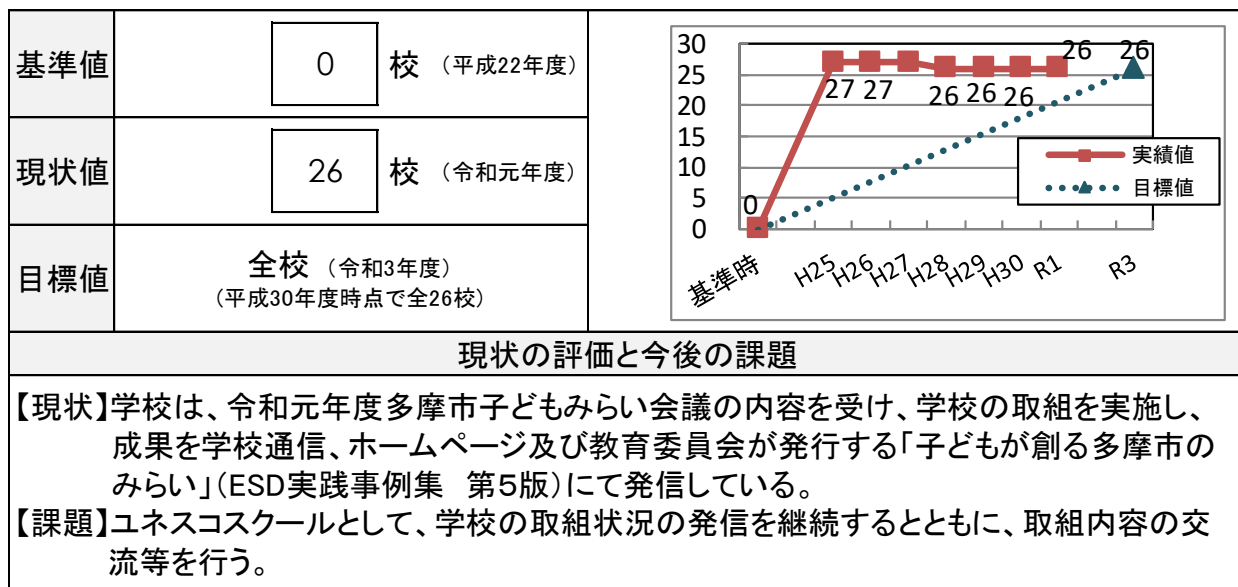 基準値
0 校 (平成22年度)
現状値
26 校 (令和元年度)
目標値
全校 (令和3年度)
(平成30年度時点で全26校)
30
25
20
15
10
5
0
0
27
27
26
26
26
26
26
実績値
目標値
基準時
H25
H26
H27
H28
H29
H30
R1
R3
現状の評価と今後の課題
【現状】学校は、令和元年度多摩市子どもみらい会議の内容を受け、学校の取組を実施し、
成果を学校通信、ホームページ及び教育委員会が発行する「子どもが創る多摩市の
みらい」(ESD実践事例集 第5版)にて発信している。
【課題】ユネスコスクールとして、学校の取組状況の発信を継続するとともに、取組内容の交
流等を行う。